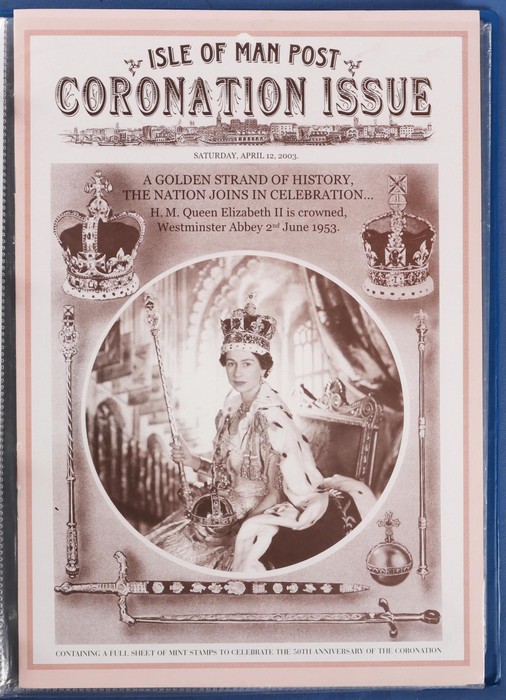 ISLE OF MAN POST
CORONATION ISSUE
SATURDAY, APRIL 12, 2003.
A GOLDEN STRAND OF HISTORY,
THE NATION JOINS IN CELEBRATION...
H. M. Queen Elizabeth II is crowned,
Westminster Abbey 2nd June 1953.
CONTAINING A FULL SHEET OF MINT STAMPS TO CELEBRATE THE 50TH ANNIVERSARY OF THE CORONATION